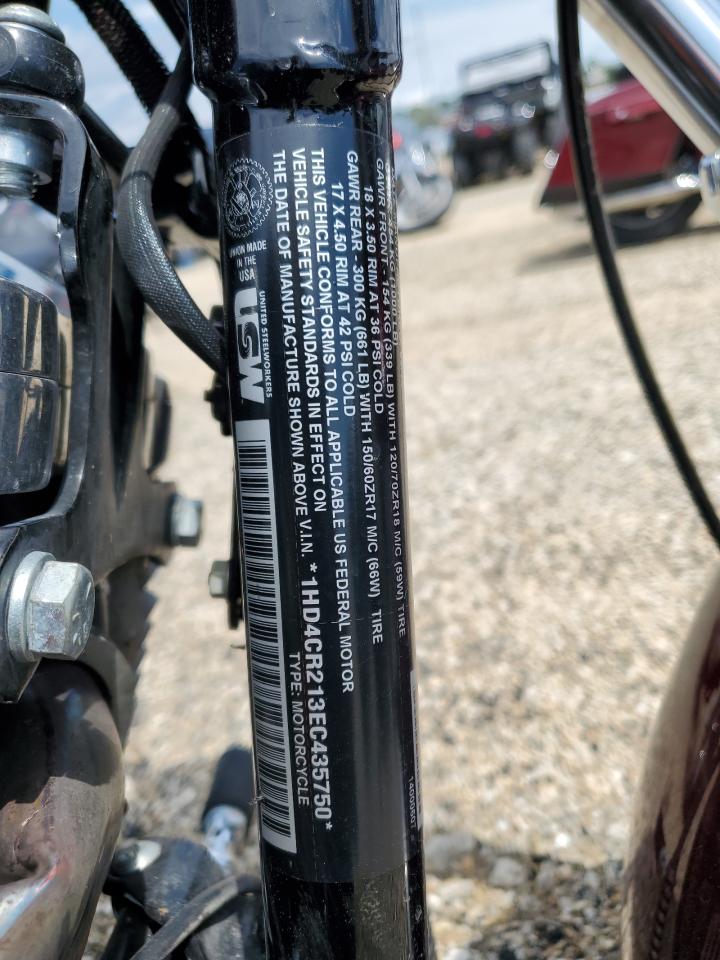 GAWR FRONT - 154 KG (339 LB) WITH 120/70ZR18 M/C (59W) TIRE
18 X 3.50 RIM AT 36 PSI COLD
GAWR REAR - 300 KG (661 LB) WITH 150/60ZR17 M/C (66W) TIRE
17 X 4.50 RIM AT 42 PSI COLD
THIS VEHICLE CONFORMS TO ALL APPLICABLE US FEDERAL MOTOR
VEHICLE SAFETY STANDARDS IN EFFECT ON
THE DATE OF MANUFACTURE SHOWN ABOVE V.I.N. *1HD4CR213EC435750*
TYPE: MOTORCYCLE
UNION MADE
IN THE
USA
UNITED STEELWORKERS
USW